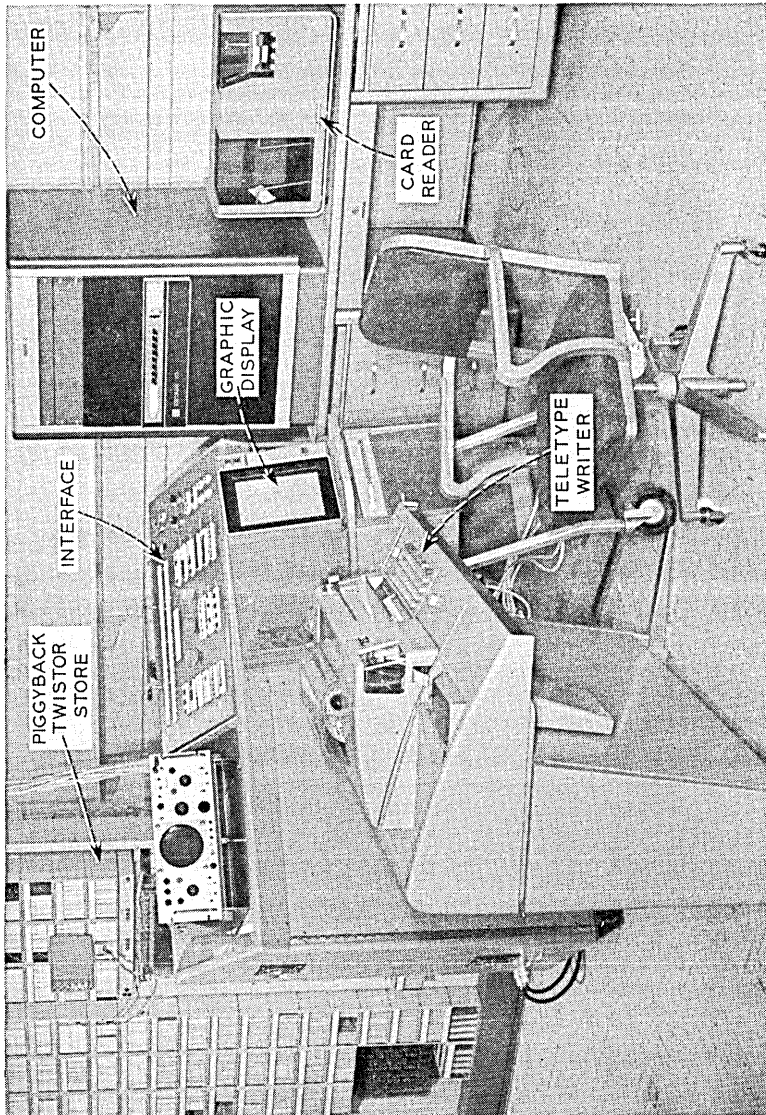 PIGGYBACK
TWISTOR
STORE
INTERFACE
COMPUTER
GRAPHIC
DISPLAY
CARD
READER
TELETYPE
WRITER